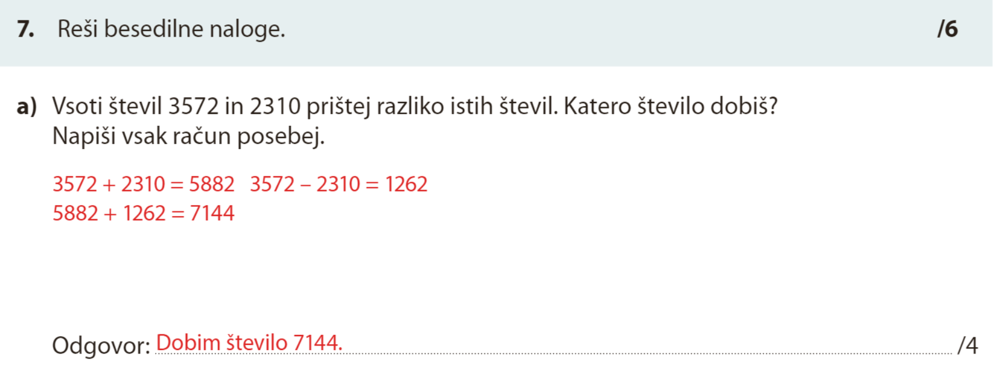 7. Reši besedilne naloge. /6
a) Vsoti števil 3572 in 2310 prištej razliko istih števil. Katero število dobiš?
Napiši vsak račun posebej.
3572 + 2310 = 5882 3572 – 2310 = 1262
5882 + 1262 = 7144
Odgovor: Dobim število 7144. /4